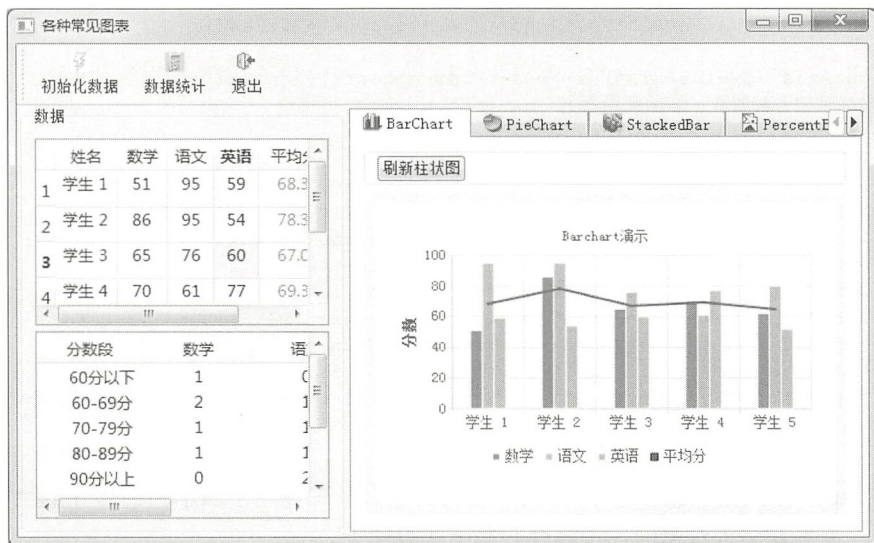 各种常见图表
初始化数据 数据统计 退出
数据
姓名 数学 语文 英语 平均分
1 学生 1 51 95 59 68.3
2 学生 2 86 95 54 78.3
3 学生 3 65 76 60 67.0
4 学生 4 70 61 77 69.3
分数段 数学
60分以下 1
60-69分 2
70-79分 1
80-89分 1
90分以上 0
BarChart PieChart StackedBar
刷新柱状图
Barchart演示
分数
100
80
60
40
20
0
学生 1 学生 2 学生 3 学生 4 学生 5
数学 语文 英语 平均分